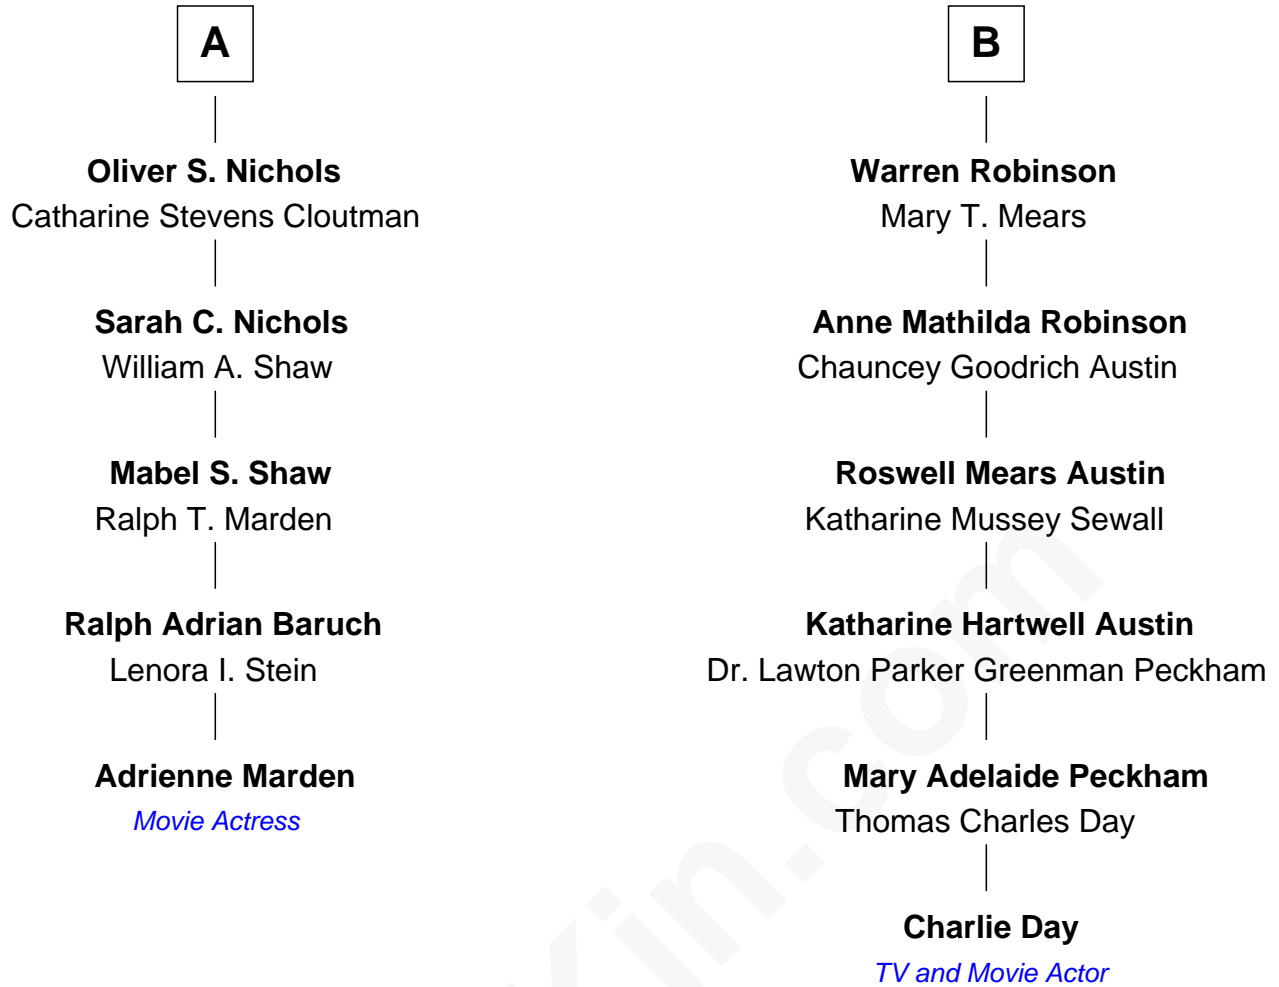 A
Oliver S. Nichols
Catharine Stevens Cloutman
Sarah C. Nichols
William A. Shaw
Mabel S. Shaw
Ralph T. Marden
Ralph Adrian Baruch
Lenora I. Stein
Adrienne Marden
Movie Actress
B
Warren Robinson
Mary T. Mears
Anne Mathilda Robinson
Chauncey Goodrich Austin
Roswell Mears Austin
Katharine Mussey Sewall
Katharine Hartwell Austin
Dr. Lawton Parker Greenman Peckham
Mary Adelaide Peckham
Thomas Charles Day
Charlie Day
TV and Movie Actor
Kin.com